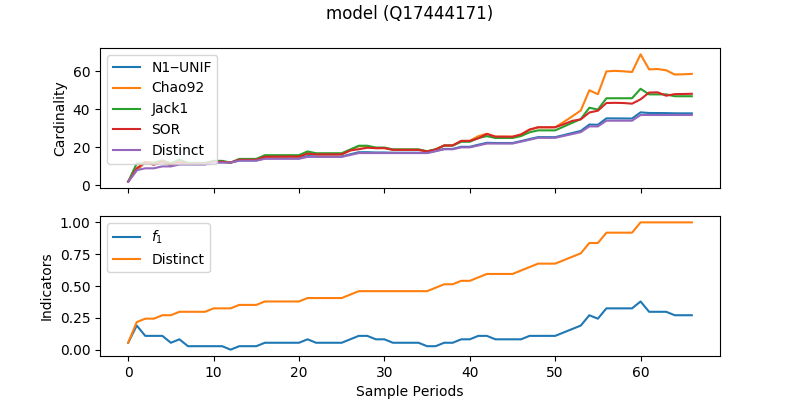 model (Q17444171)
Cardinality
60
40
20
0
N1−UNIF
Chao92
Jack1
SOR
Distinct
Indicators
1.00
0.75
0.50
0.25
0.00
f₁
Distinct
0 10 20 30 40 50 60
Sample Periods